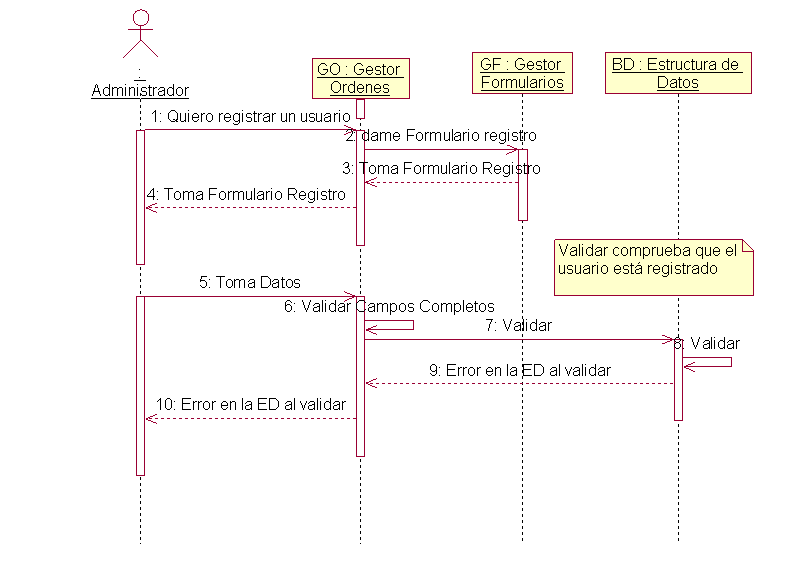 :
Administrador
GO : Gestor
Ordenes
GF : Gestor
Formularios
BD : Estructura de
Datos
1: Quiero registrar un usuario
2: dame Formulario registro
3: Toma Formulario Registro
4: Toma Formulario Registro
Validar comprueba que el
usuario está registrado
5: Toma Datos
6: Validar Campos Completos
7: Validar
8: Validar
9: Error en la ED al validar
10: Error en la ED al validar